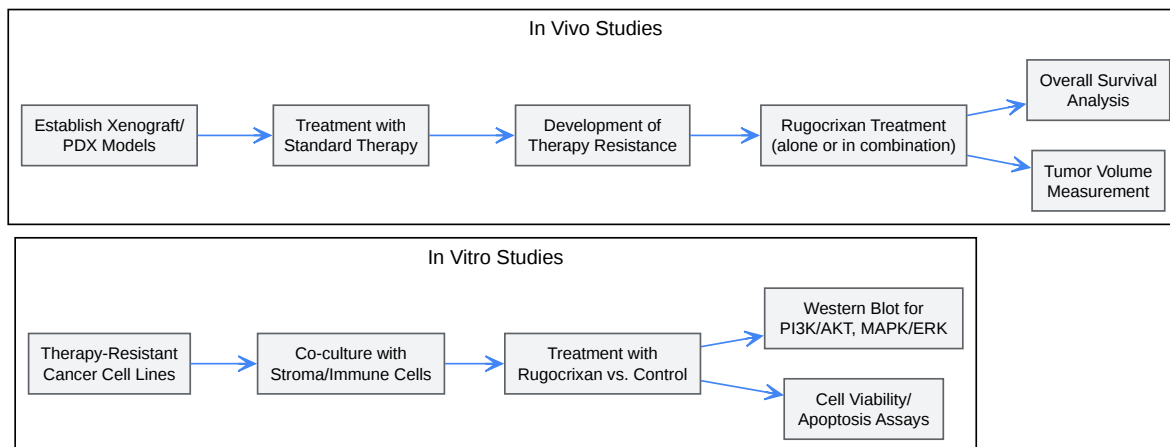 In Vivo Studies
Establish Xenograft/
PDX Models
Treatment with
Standard Therapy
Development of
Therapy Resistance
Rugocrixan Treatment
(alone or in combination)
Overall Survival
Analysis
Tumor Volume
Measurement
In Vitro Studies
Therapy-Resistant
Cancer Cell Lines
Co-culture with
Stroma/Immune Cells
Treatment with
Rugocrixan vs. Control
Western Blot for
PI3K/AKT, MAPK/ERK
Cell Viability/
Apoptosis Assays